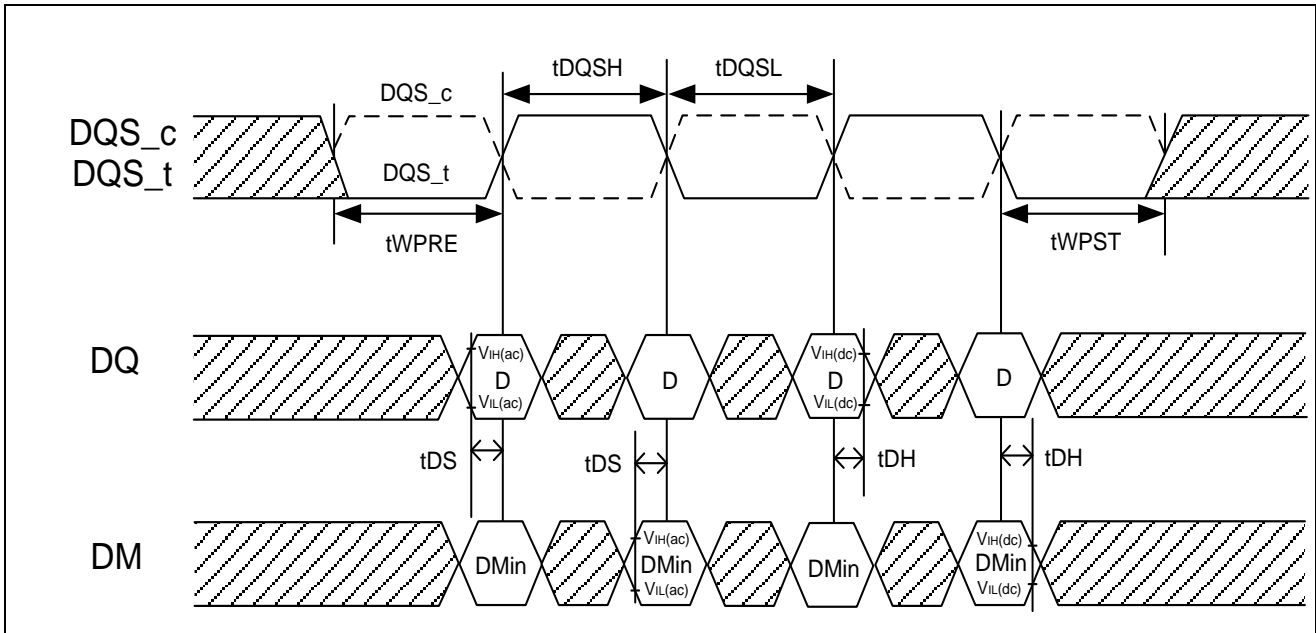 tDQSH
tDQSL
DQS_c
DQS_c
DQS_t
DQS_t
tWPRE
tWPST
DQ
VIH(ac)
D
VIL(ac)
D
VIH(dc)
D
VIL(dc)
D
tDS
tDS
tDH
tDH
DM
DMin
VIH(ac)
DMin
VIL(ac)
DMin
VIH(dc)
DMin
VIL(dc)